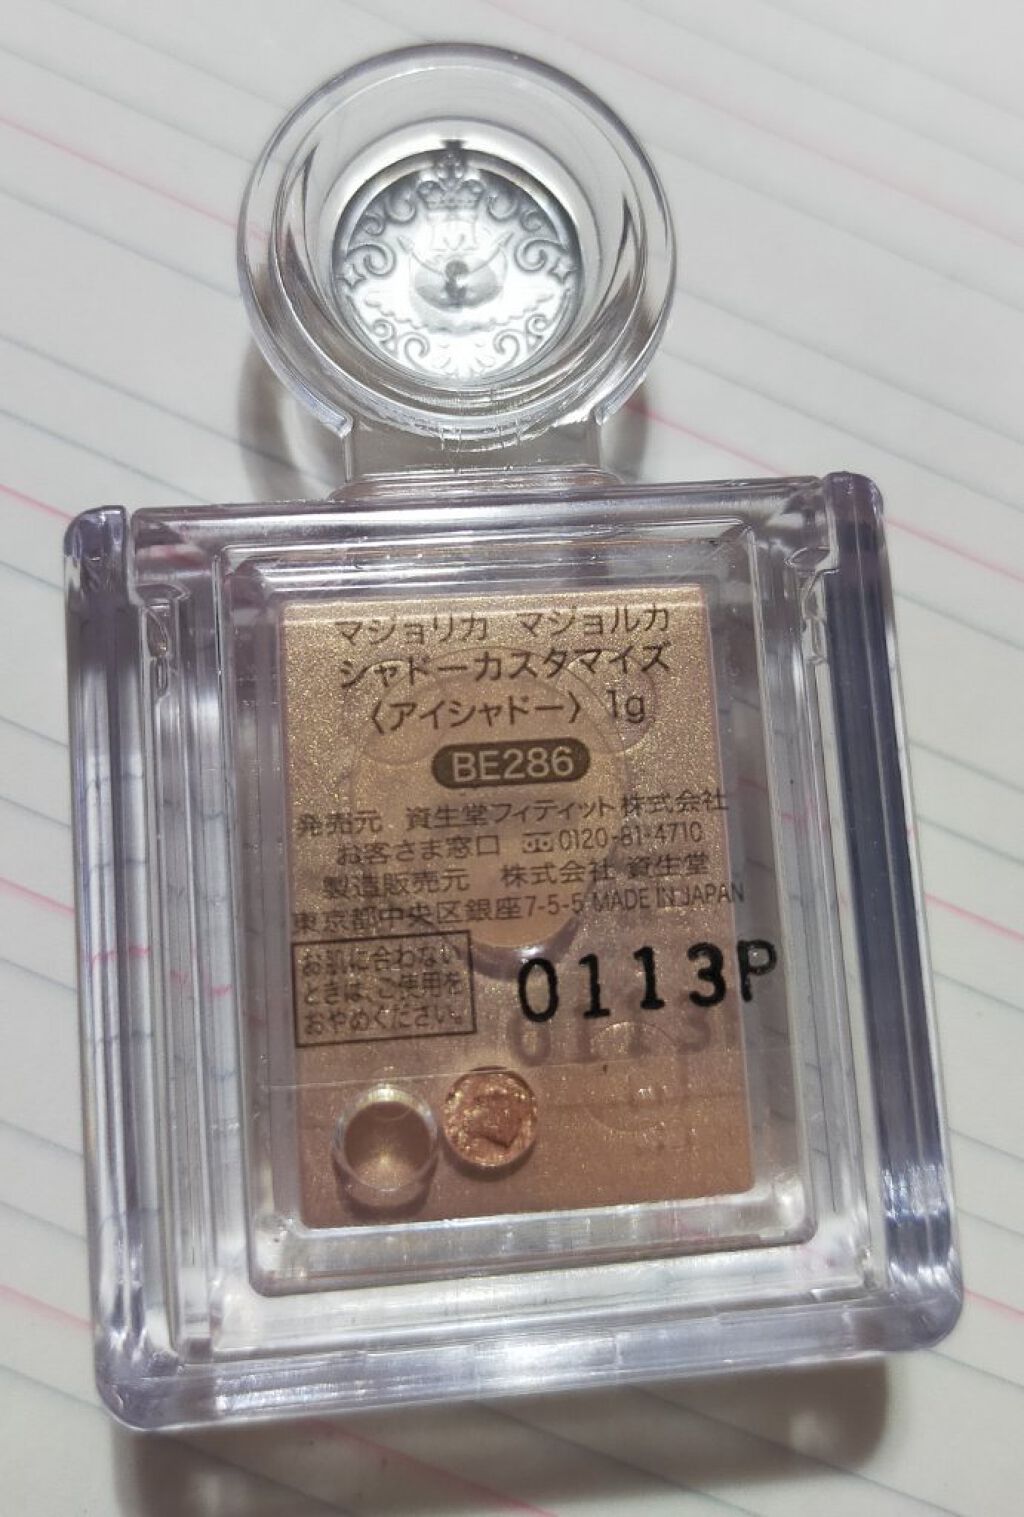 マジョリカ マジョルカ
シャドーカスタマイズ
〈アイシャドー〉 1g
BE286
発売元 資生堂フィティット株式会社
お客さま窓口 0120-81-4710
製造販売元 株式会社 資生堂
東京都中央区銀座7-5-5 MADE IN JAPAN
お肌に合わない
ときは、ご使用を
おやめください。
0113P